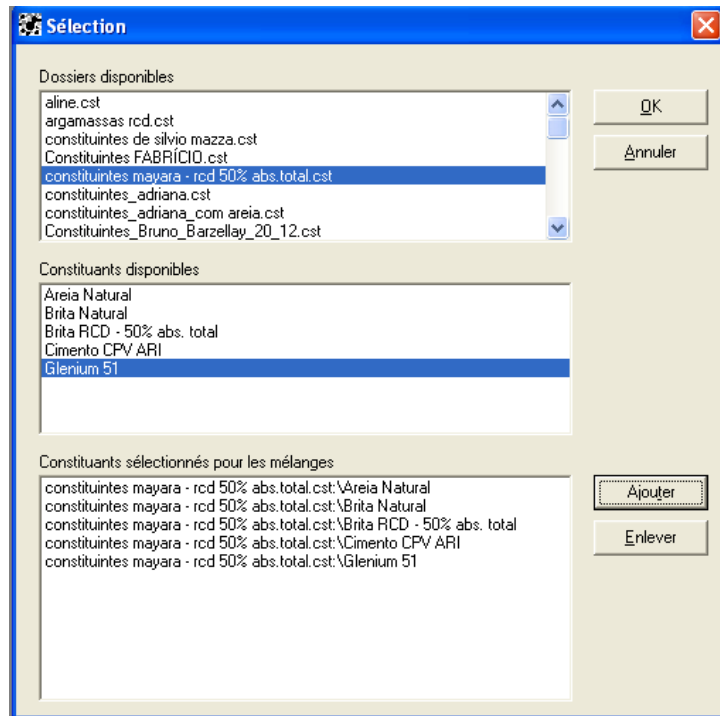 Sélection
Dossiers disponibles
aline.cst
argamassas rcd.cst
constituintes de silvio mazza.cst
Constituintes FABRÍCIO.cst
constituintes mayara - rcd 50% abs.total.cst
constituintes_adriana.cst
constituintes_adriana_com areia.cst
Constituintes_Bruno_Barzellay_20_12.cst
OK
Annuler
Constituants disponibles
Areia Natural
Brita Natural
Brita RCD - 50% abs. total
Cimento CPV ARI
Glenium 51
Constituants sélectionnés pour les mélanges
constituintes mayara - rcd 50% abs.total.cst:\Areia Natural
constituintes mayara - rcd 50% abs.total.cst:\Brita Natural
constituintes mayara - rcd 50% abs.total.cst:\Brita RCD - 50% abs. total
constituintes mayara - rcd 50% abs.total.cst:\Cimento CPV ARI
constituintes mayara - rcd 50% abs.total.cst:\Glenium 51
Ajouter
Enlever